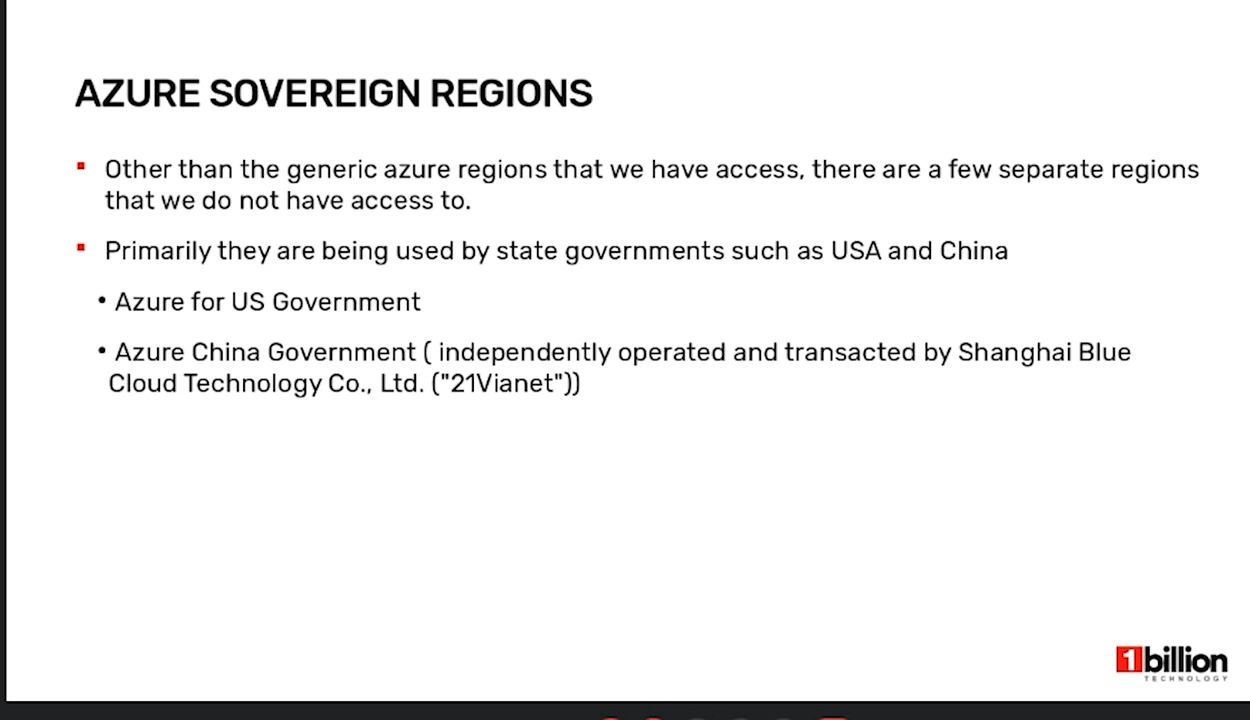 AZURE SOVEREIGN REGIONS
Other than the generic azure regions that we have access, there are a few separate regions
that we do not have access to.
Primarily they are being used by state governments such as USA and China
• Azure for US Government
• Azure China Government ( independently operated and transacted by Shanghai Blue
Cloud Technology Co., Ltd. ("21Vianet"))
1billion
TECHNOLOGY